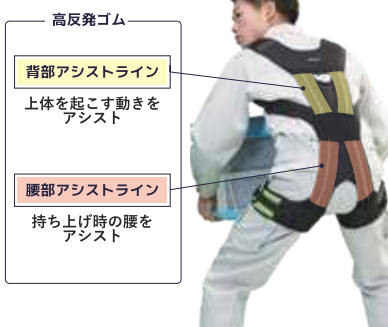 高反発ゴム
背部アシストライン
上体を起こす動きを
アシスト
腰部アシストライン
持ち上げ時の腰を
アシスト